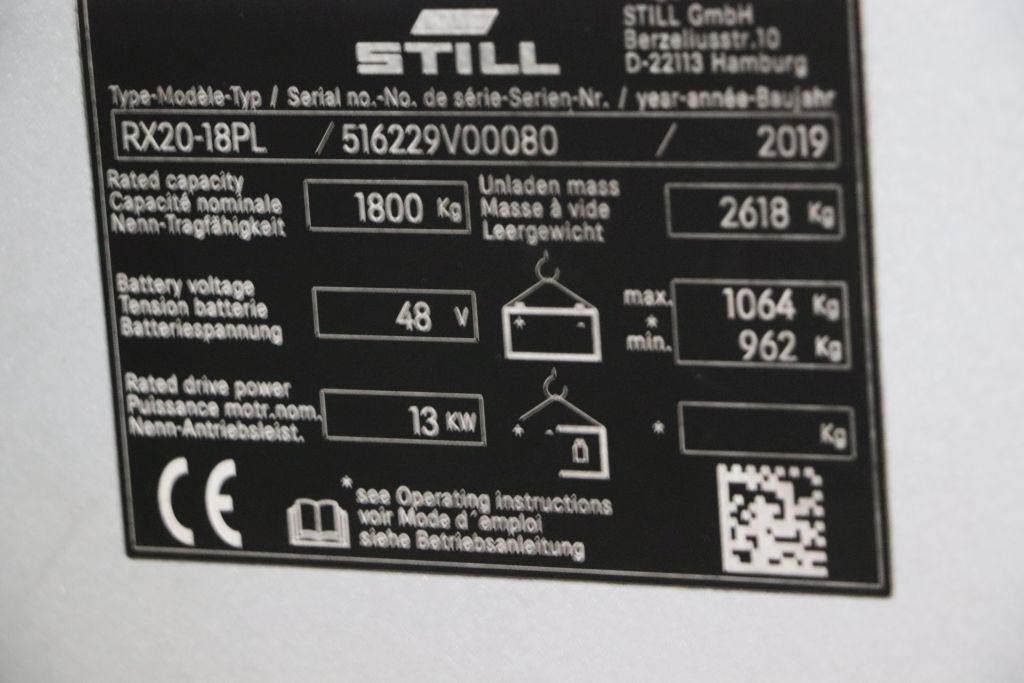 STILL
STILL GmbH
Berzeliusstr.10
D-22113 Hamburg
Type-Modèle-Typ / Serial no.-No. de série-Serien-Nr. / year-année-Baujahr
RX20-18PL / 516229V00080 / 2019
Rated capacity
Capacité nominale
Nenn-Tragfähigkeit
1800 Kg
Unladen mass
Masse à vide
Leergewicht
2618 Kg
Battery voltage
Tension batterie
Batteriespannung
48 V
max. 1064 Kg
*
min. 962 Kg
Rated drive power
Puissance motr.nom.
Nenn-Antriebsleist.
13 KW
* Kg
CE
*see Operating instructions
voir Mode d´emploi
siehe Betriebsanleitung